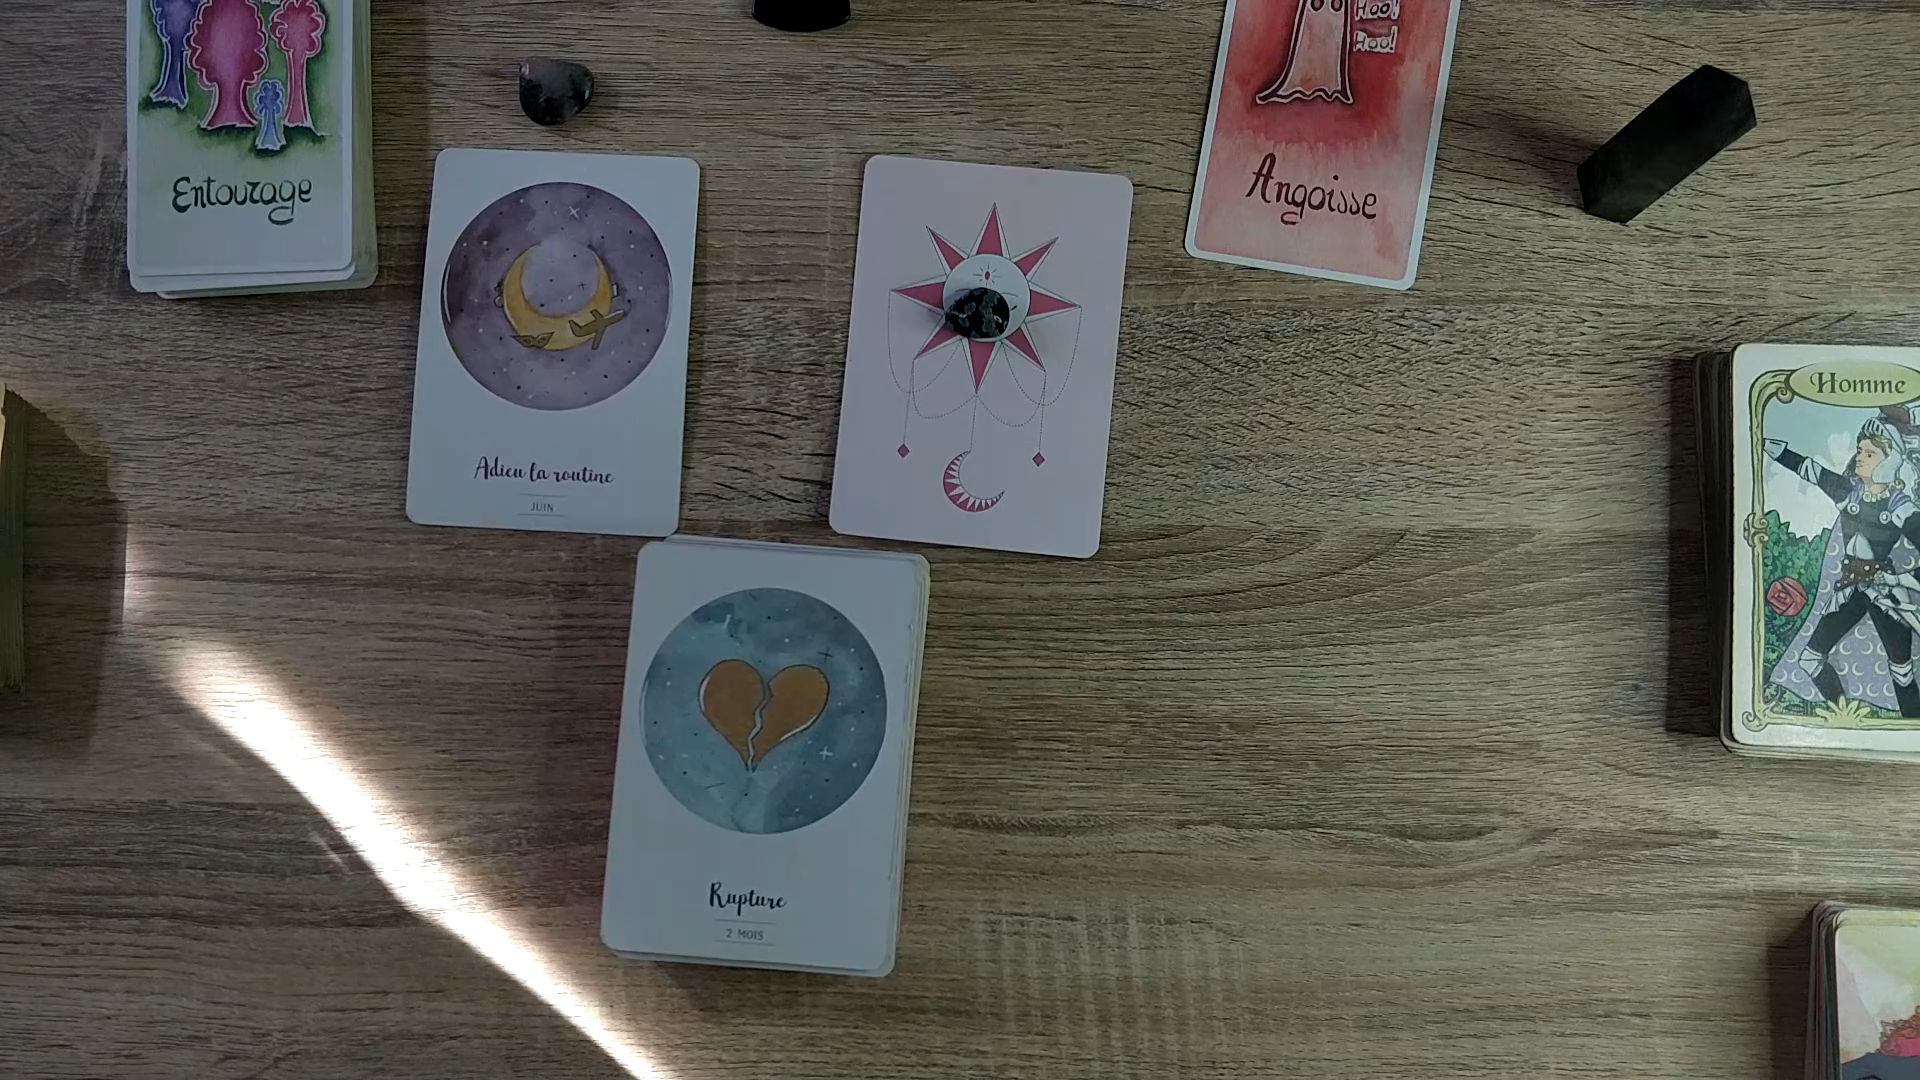 Hoo!
Hoo!
Entourage
Angoisse
Adieu la routine
JUIN
Homme
Rupture
2 MOIS